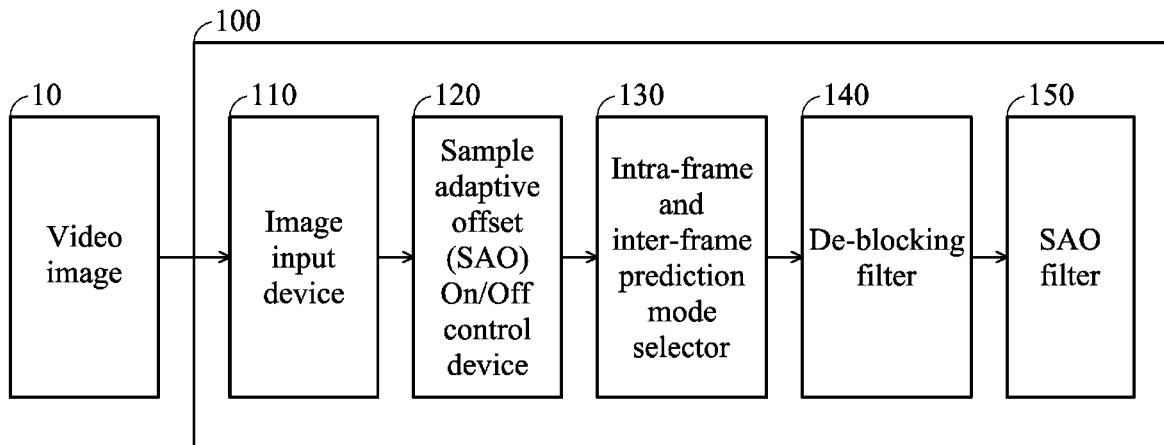 100
10
110
120
130
140
150
Video
image
Image
input
device
Sample
adaptive
offset
(SAO)
On/Off
control
device
Intra-frame
and
inter-frame
prediction
mode
selector
De-blocking
filter
SAO
filter